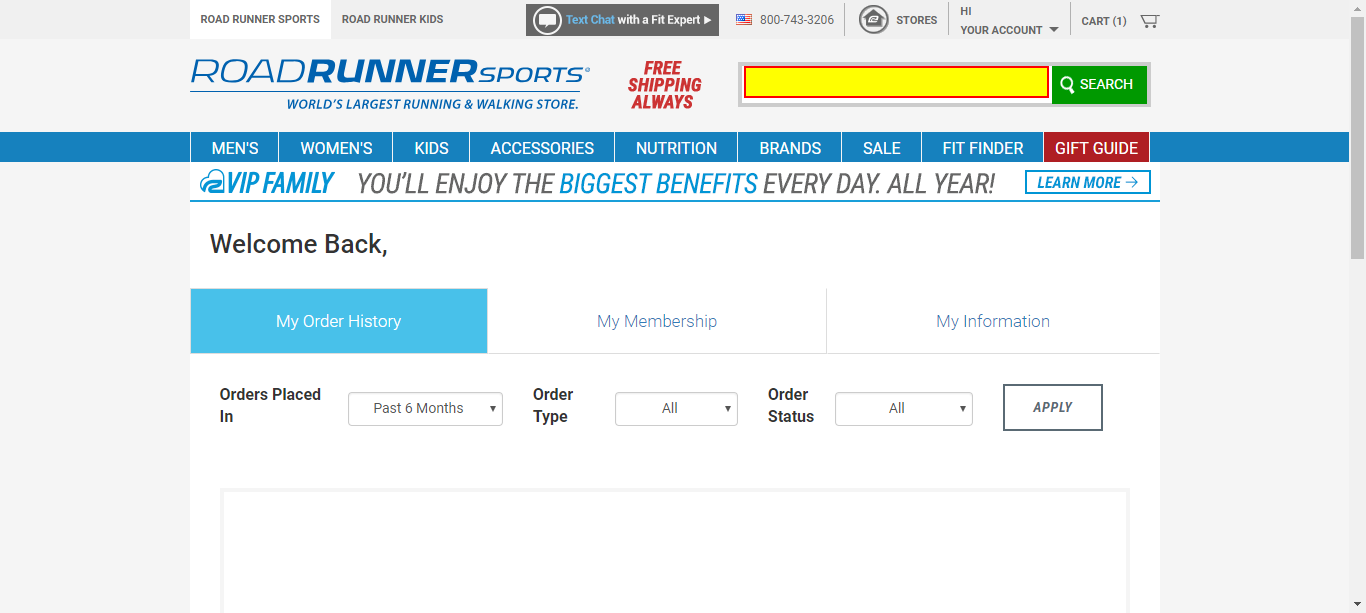 ROAD RUNNER SPORTS
ROAD RUNNER KIDS
Text Chat with a Fit Expert
800-743-3206
STORES
HI
YOUR ACCOUNT
CART (1)
ROADRUNNERSPORTS®
WORLD'S LARGEST RUNNING & WALKING STORE.
FREE
SHIPPING
ALWAYS
SEARCH
MEN'S
WOMEN'S
KIDS
ACCESSORIES
NUTRITION
BRANDS
SALE
FIT FINDER
GIFT GUIDE
VIP FAMILY YOU'LL ENJOY THE BIGGEST BENEFITS EVERY DAY. ALL YEAR!
LEARN MORE →
Welcome Back,
My Order History
My Membership
My Information
Orders Placed
In
Past 6 Months
Order
Type
All
Order
Status
All
APPLY